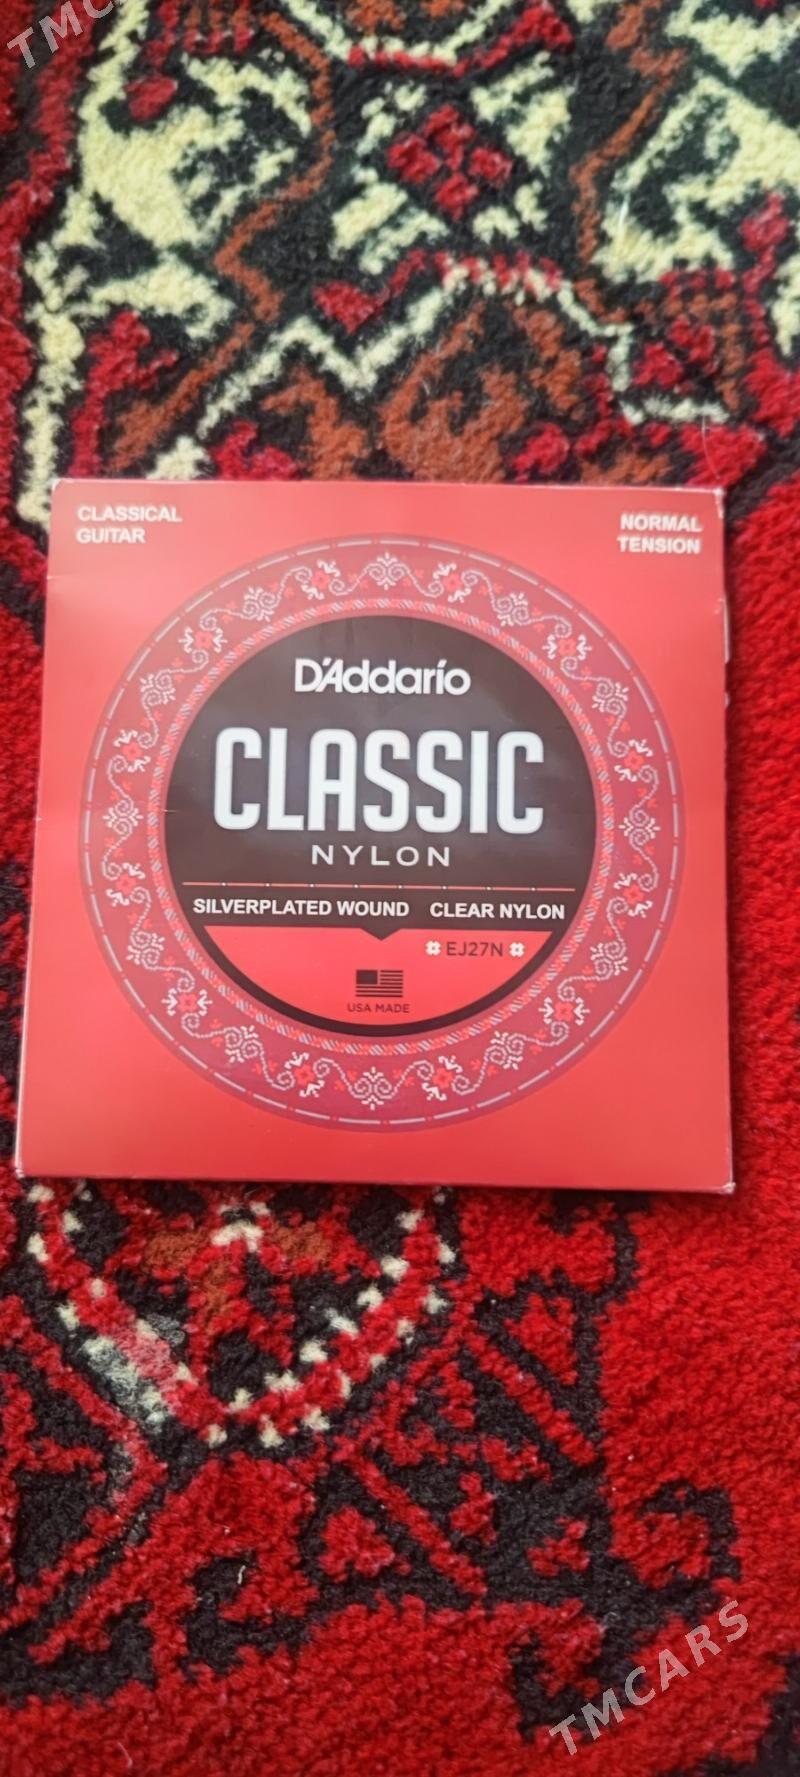 TMCARS
CLASSICAL
GUITAR
NORMAL
TENSION
D'Addario
CLASSIC
NYLON
SILVERPLATED WOUND CLEAR NYLON
EJ27N
USA MADE
TMCARS